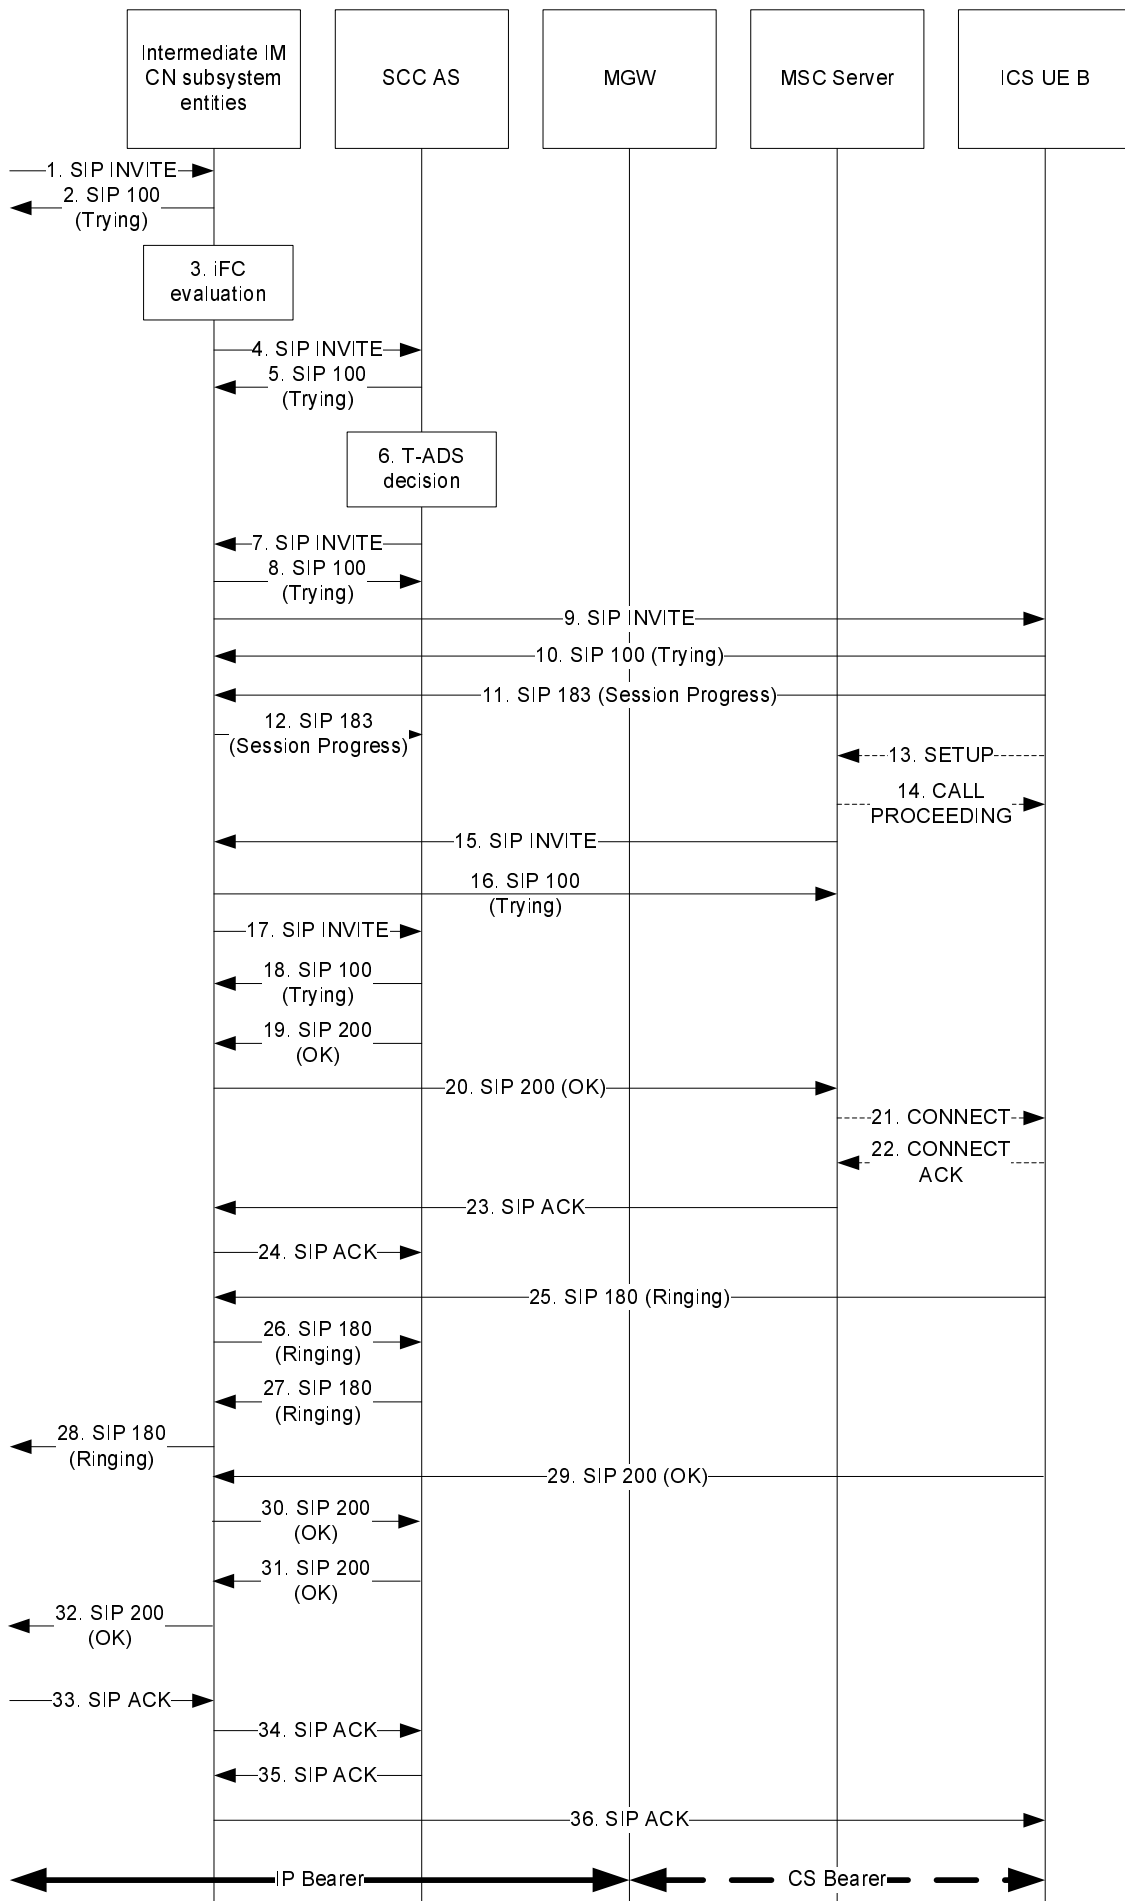 Intermediate IM
CN subsystem
entities
SCC AS
MGW
MSC Server
ICS UE B
1. SIP INVITE
2. SIP 100
(Trying)
3. iFC
evaluation
4. SIP INVITE
5. SIP 100
(Trying)
6. T-ADS
decision
7. SIP INVITE
8. SIP 100
(Trying)
9. SIP INVITE
10. SIP 100 (Trying)
11. SIP 183 (Session Progress)
12. SIP 183
(Session Progress)
13. SETUP
14. CALL
PROCEEDING
15. SIP INVITE
16. SIP 100
(Trying)
17. SIP INVITE
18. SIP 100
(Trying)
19. SIP 200
(OK)
20. SIP 200 (OK)
21. CONNECT
22. CONNECT
ACK
23. SIP ACK
24. SIP ACK
25. SIP 180 (Ringing)
26. SIP 180
(Ringing)
27. SIP 180
(Ringing)
28. SIP 180
(Ringing)
29. SIP 200 (OK)
30. SIP 200
(OK)
31. SIP 200
(OK)
32. SIP 200
(OK)
33. SIP ACK
34. SIP ACK
35. SIP ACK
36. SIP ACK
IP Bearer
CS Bearer